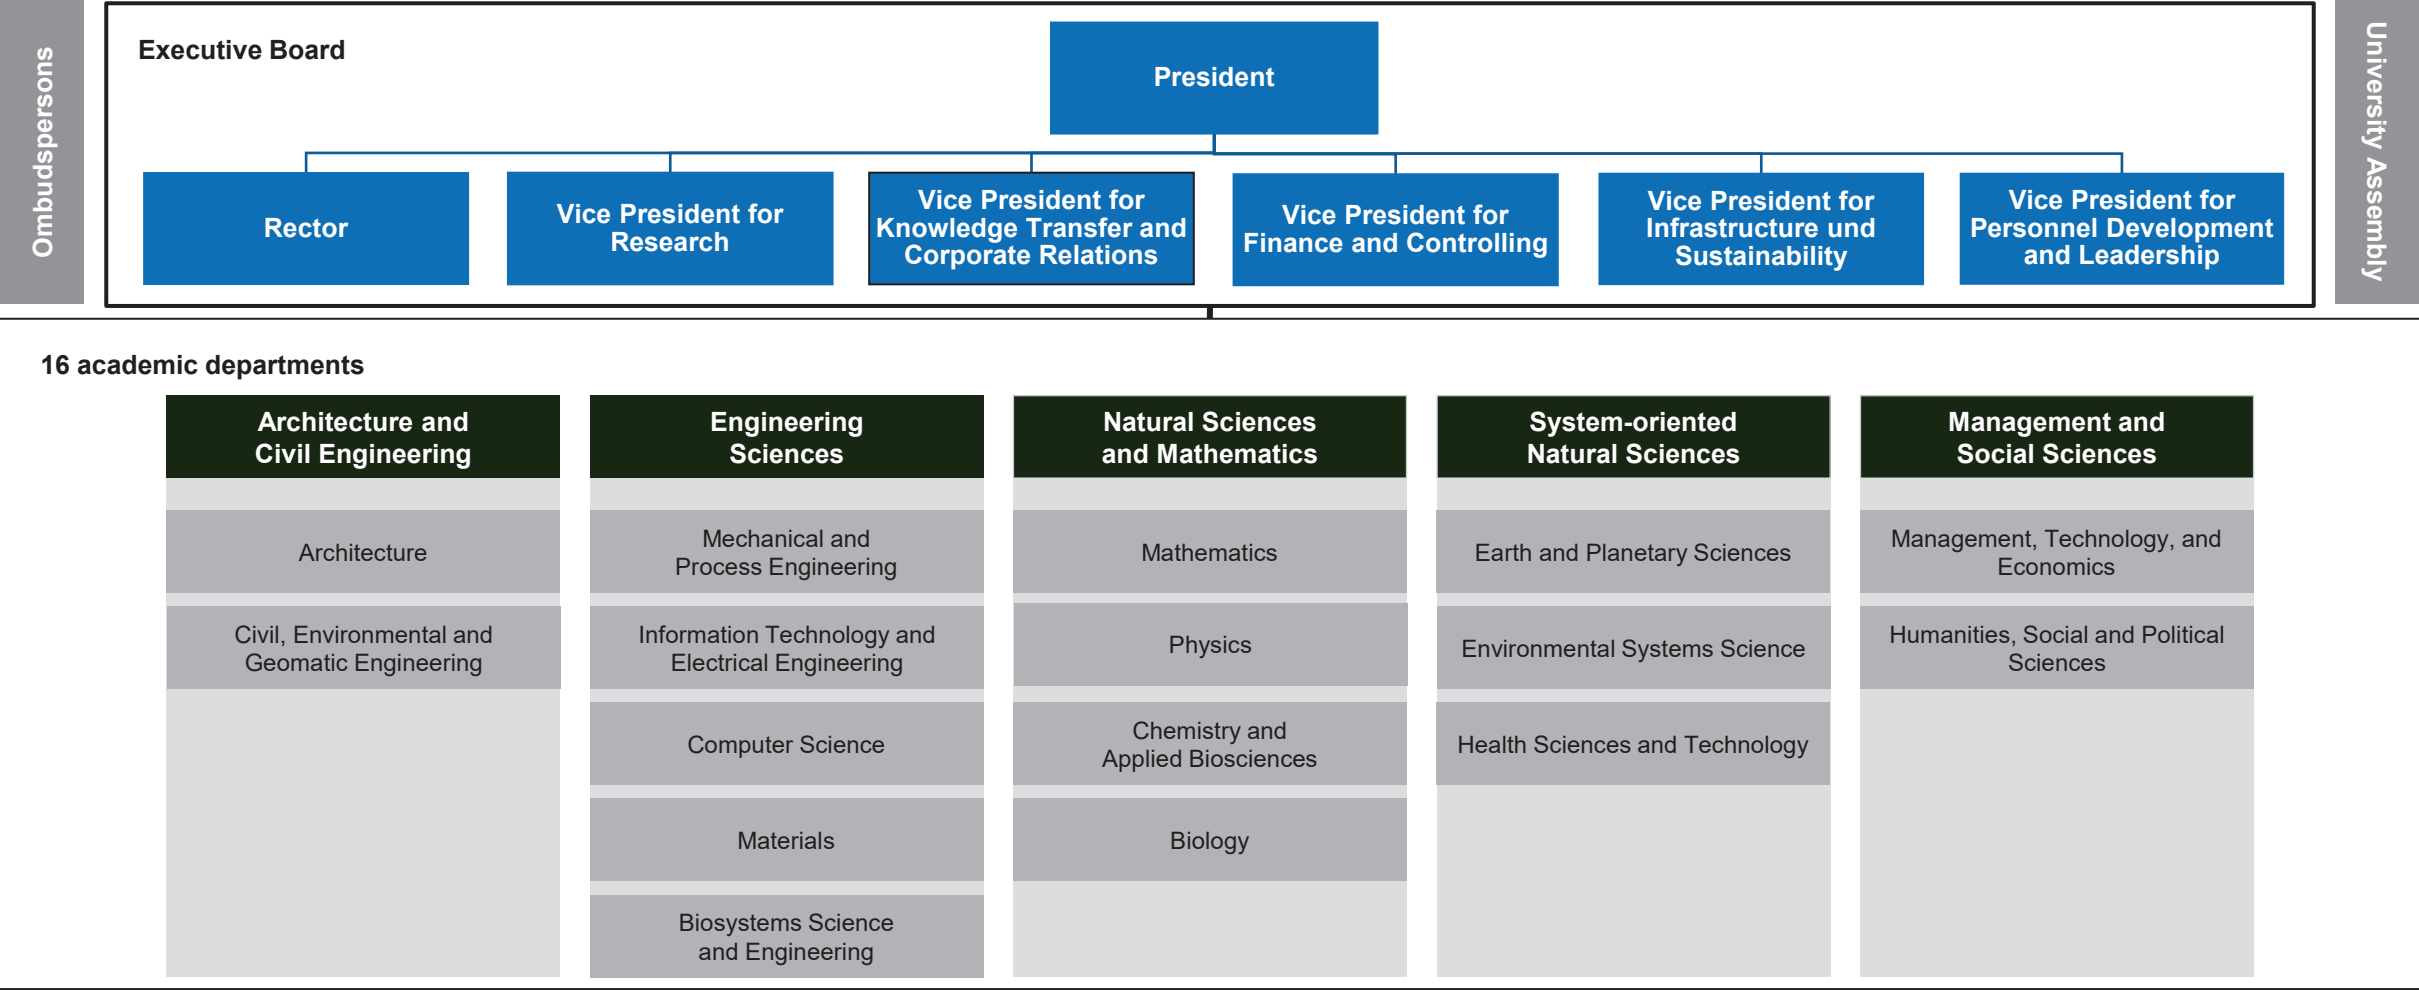 Ombudspersons
Executive Board
President
University Assembly
Rector
Vice President for
Research
Vice President for
Knowledge Transfer and
Corporate Relations
Vice President for
Finance and Controlling
Vice President for
Infrastructure und
Sustainability
Vice President for
Personnel Development
and Leadership
16 academic departments
Architecture and
Civil Engineering
Architecture
Civil, Environmental and
Geomatic Engineering
Engineering
Sciences
Mechanical and
Process Engineering
Information Technology and
Electrical Engineering
Computer Science
Materials
Biosystems Science
and Engineering
Natural Sciences
and Mathematics
Mathematics
Physics
Chemistry and
Applied Biosciences
Biology
System-oriented
Natural Sciences
Earth and Planetary Sciences
Environmental Systems Science
Health Sciences and Technology
Management and
Social Sciences
Management, Technology, and
Economics
Humanities, Social and Political
Sciences